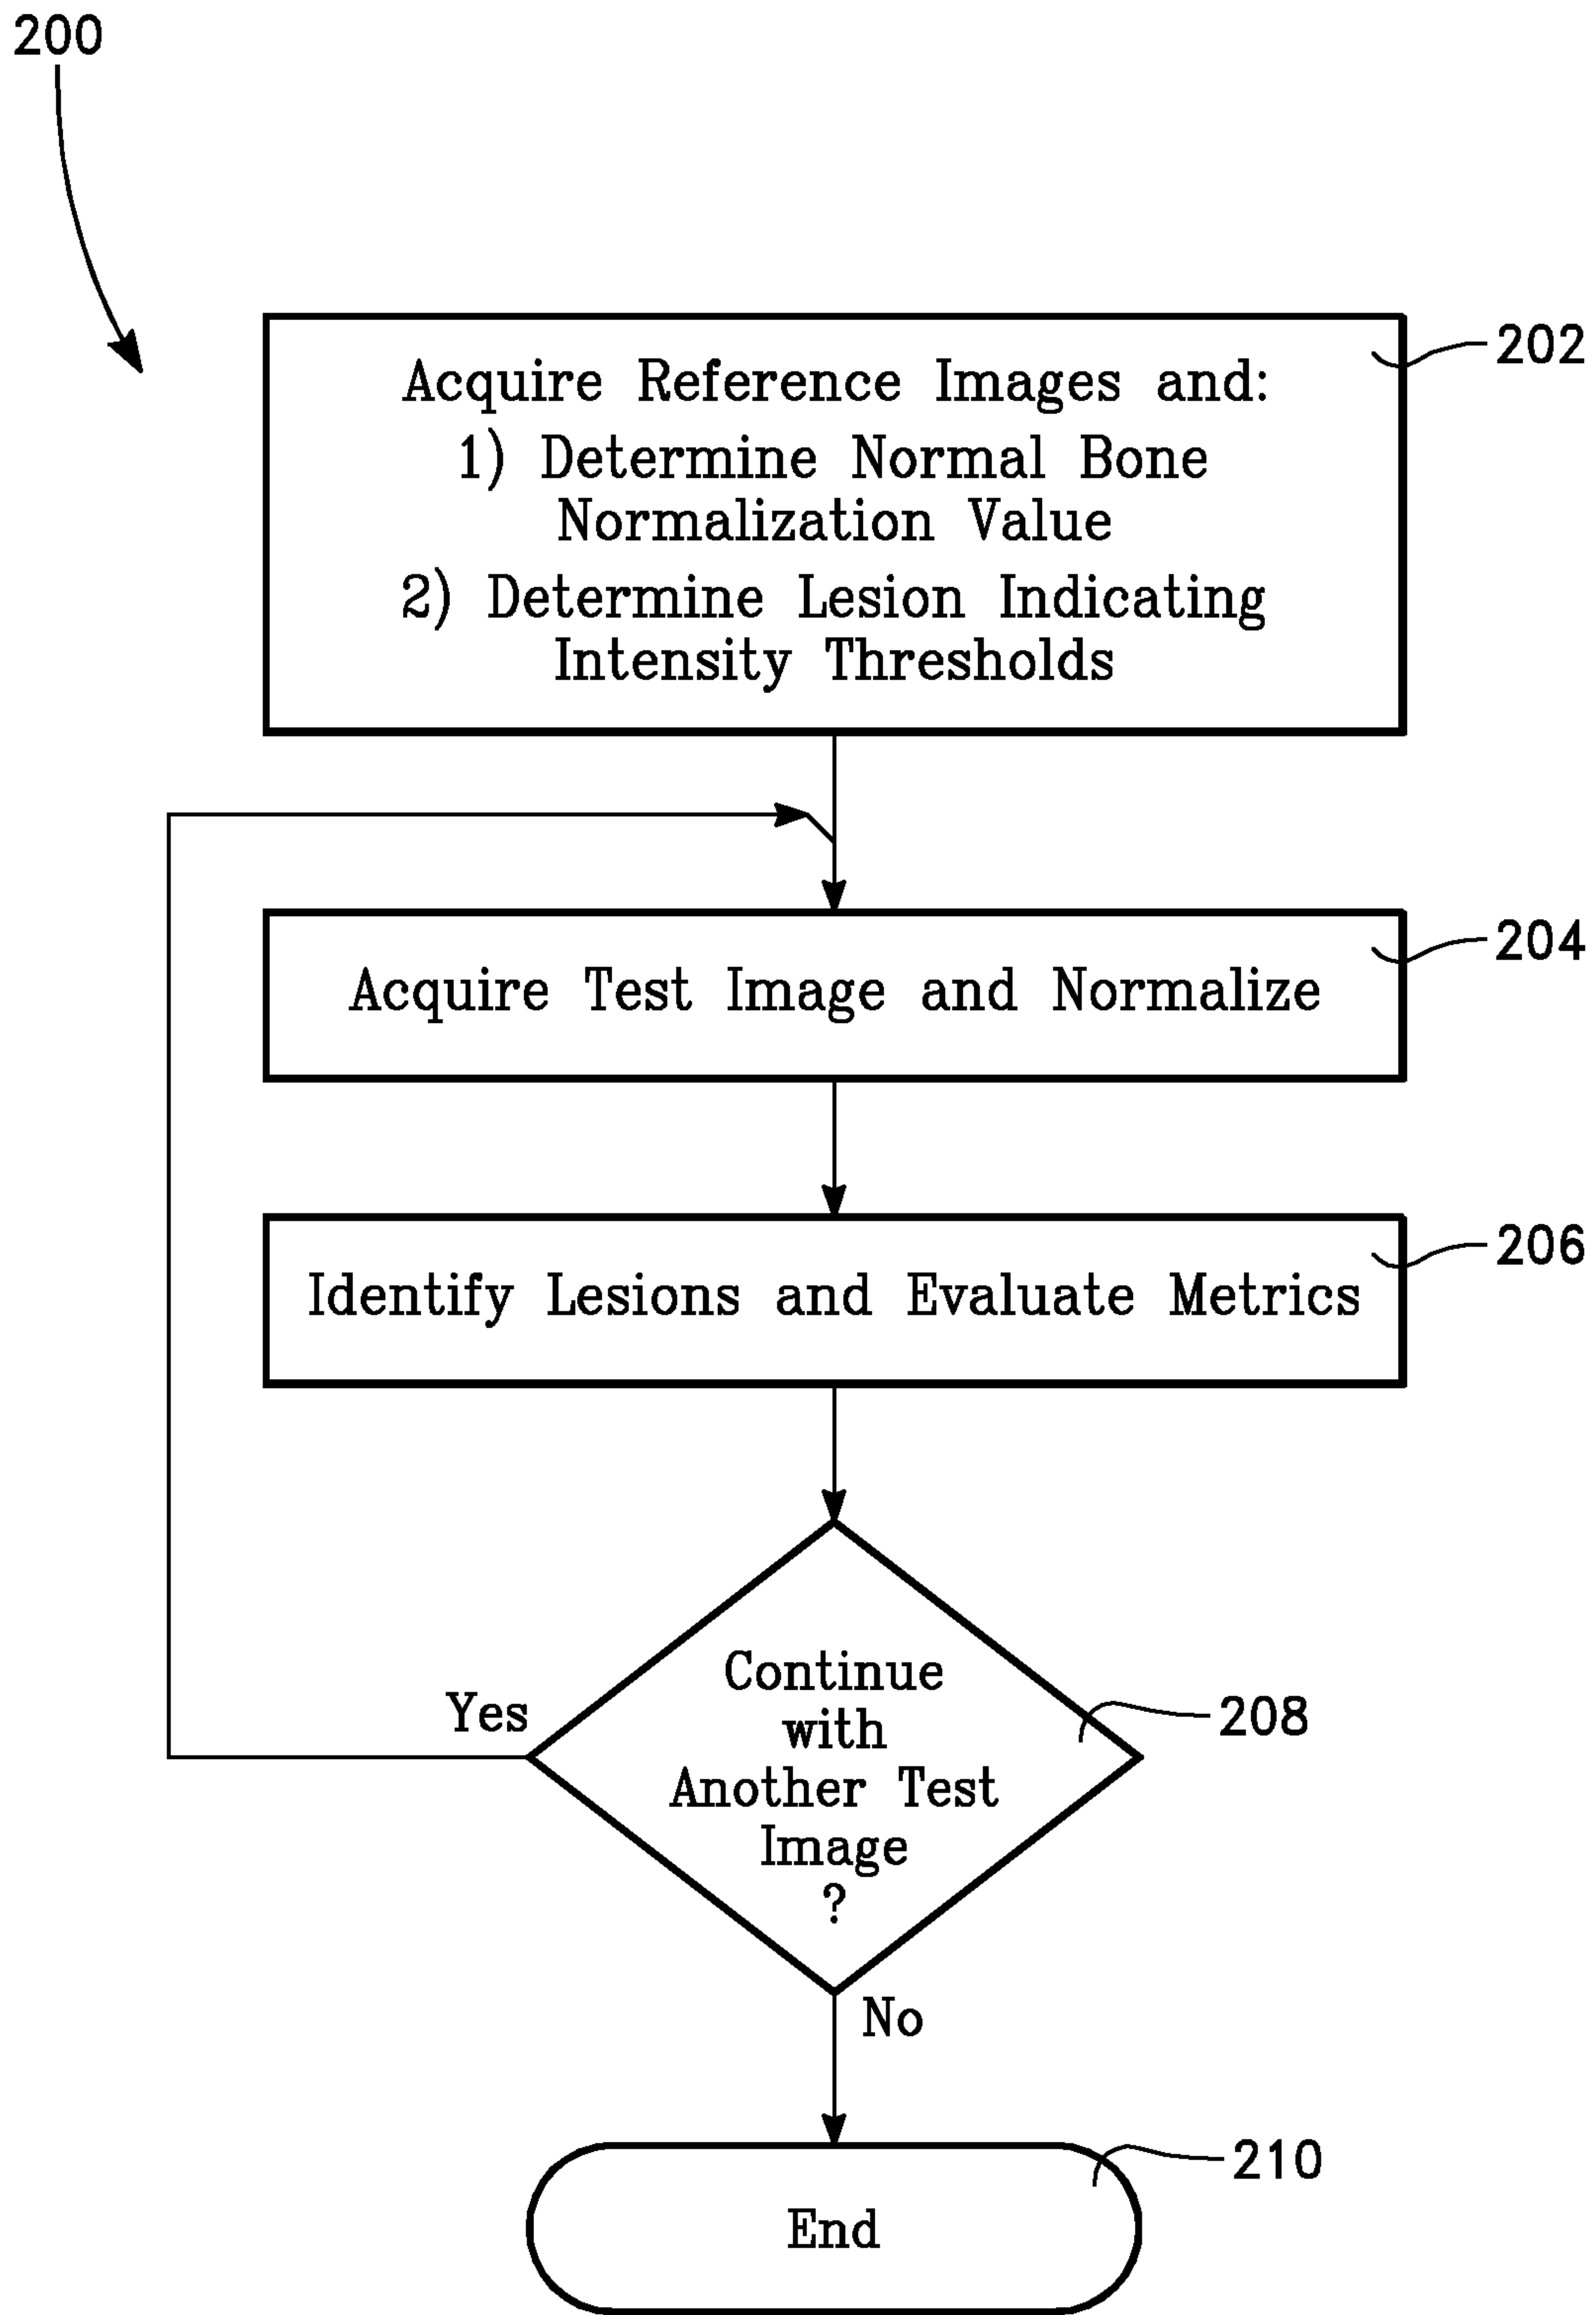 200
202
Acquire Reference Images and:
1) Determine Normal Bone
Normalization Value
2) Determine Lesion Indicating
Intensity Thresholds
204
Acquire Test Image and Normalize
206
Identify Lesions and Evaluate Metrics
Continue
Yes
with
208
Another Test
Image
?
No
210
End